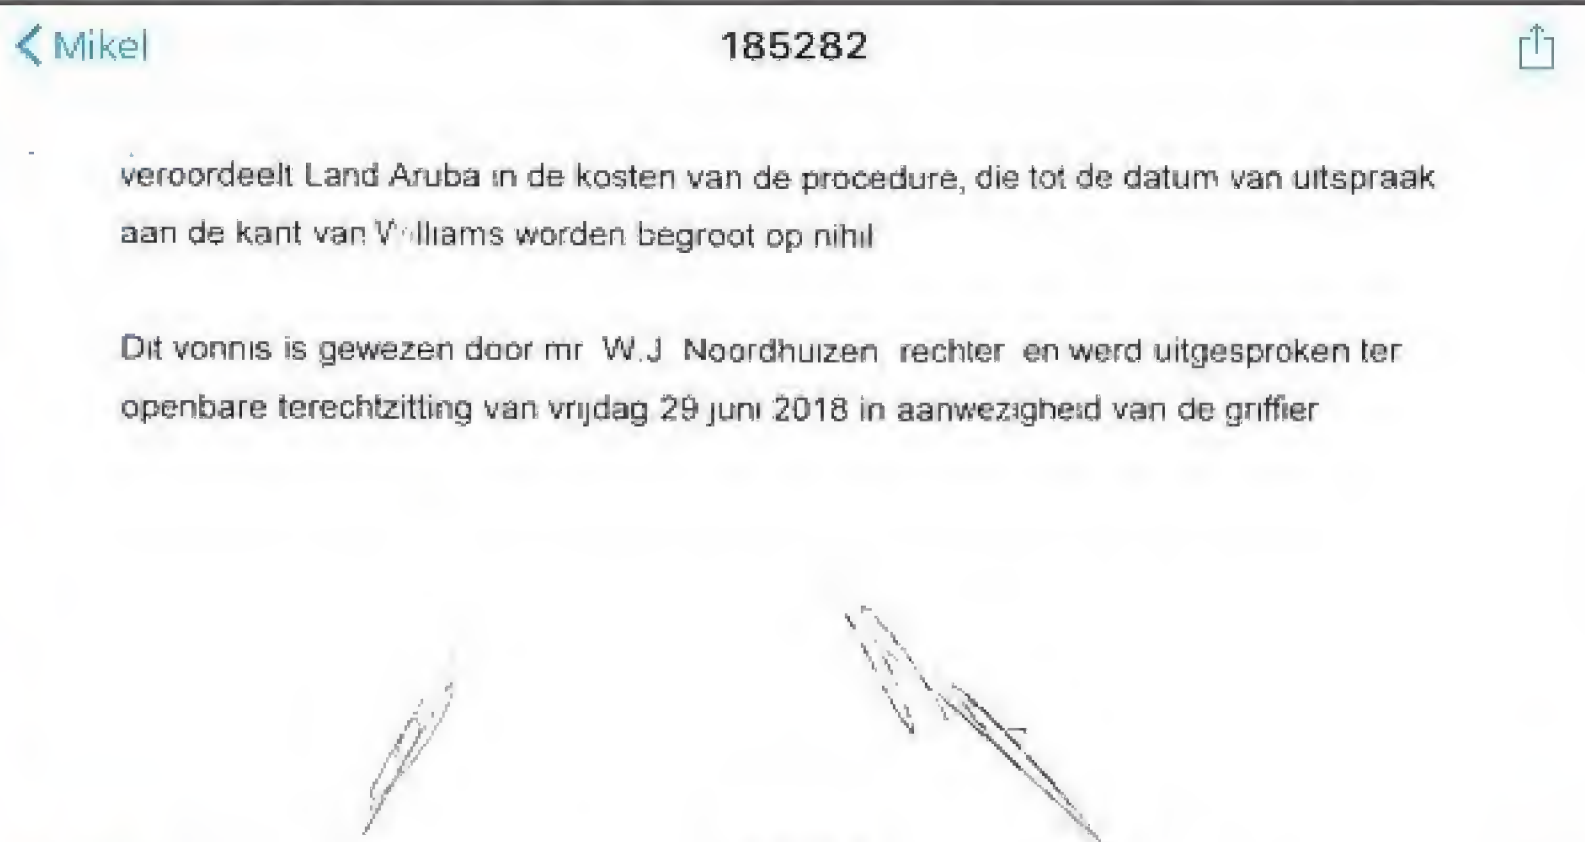 Mikel
185282
veroordeelt Land Aruba in de kosten van de procedure, die tot de datum van uitspraak
aan de kant van Williams worden begroot op nihil
Dit vonnis is gewezen door mr W.J Noordhuizen rechter en werd uitgesproken ter
openbare terechtzitting van vrijdag 29 juni 2018 in aanwezigheid van de griffier